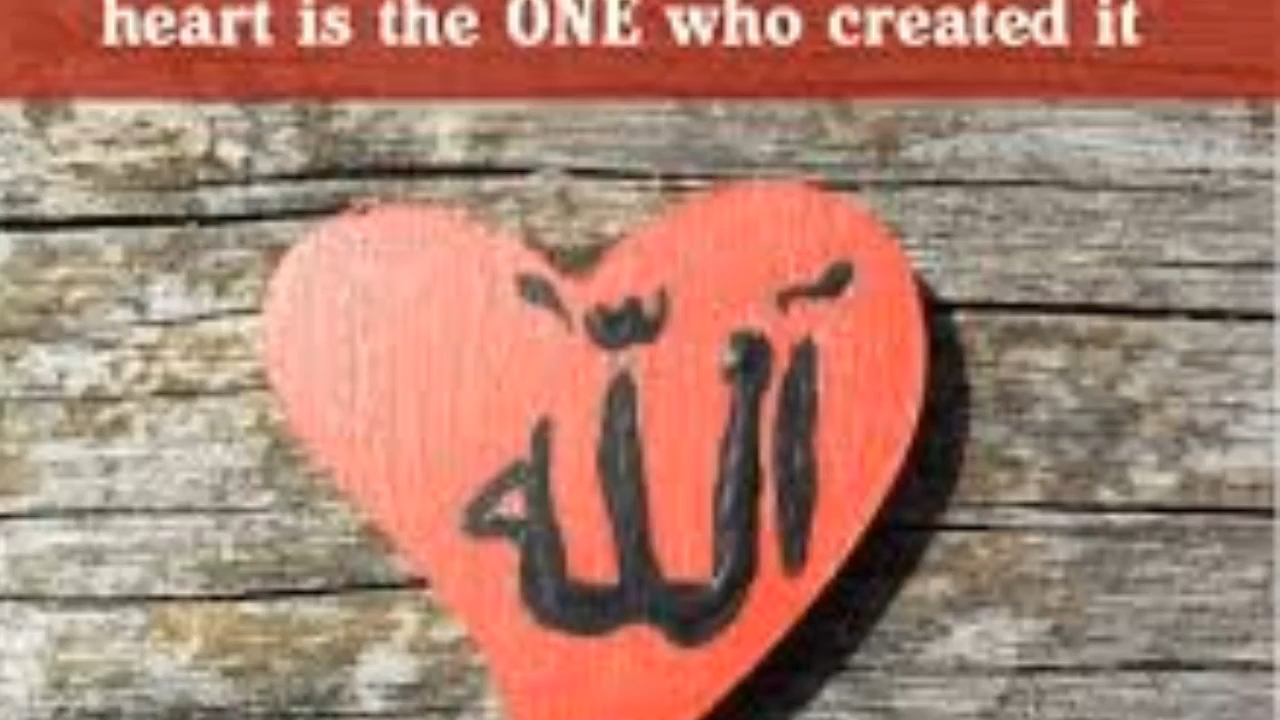 heart is the ONE who created it
الله